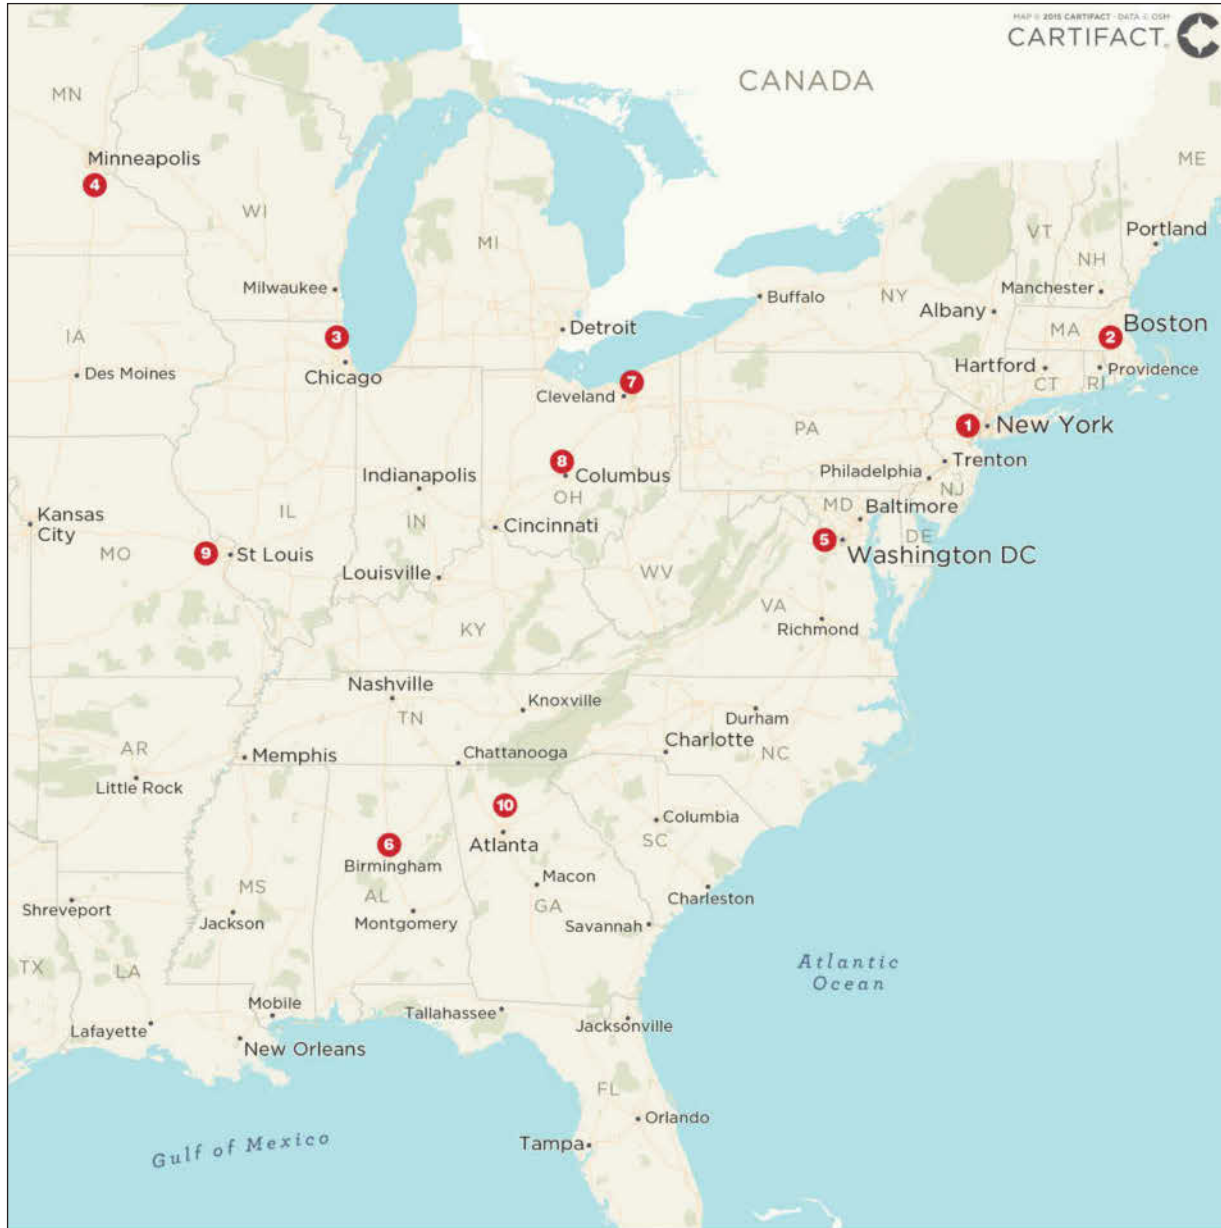 MAP © 2015 CARTIFACT · DATA © OSM
CARTIFACT
CANADA
MN
Minneapolis
4
ME
WI
MI
VT
Portland
NH
Milwaukee
Buffalo
NY
Manchester
Albany
IA
3
Detroit
MA
Boston
2
Des Moines
Chicago
7
Cleveland
Hartford
CT
RI
Providence
PA
1
New York
8
Indianapolis
Columbus
OH
Philadelphia
Trenton
NJ
Kansas
City
IL
IN
Cincinnati
MD
Baltimore
DE
MO
9
St Louis
5
Washington DC
Louisville
WV
VA
KY
Richmond
Nashville
TN
Knoxville
Durham
AR
Memphis
Chattanooga
Charlotte
NC
Little Rock
10
Columbia
6
Atlanta
SC
Birmingham
MS
AL
Macon
GA
Charleston
Shreveport
Jackson
Montgomery
Savannah
TX
LA
Atlantic
Ocean
Mobile
Lafayette
Tallahassee
Jacksonville
New Orleans
FL
Orlando
Gulf of Mexico
Tampa